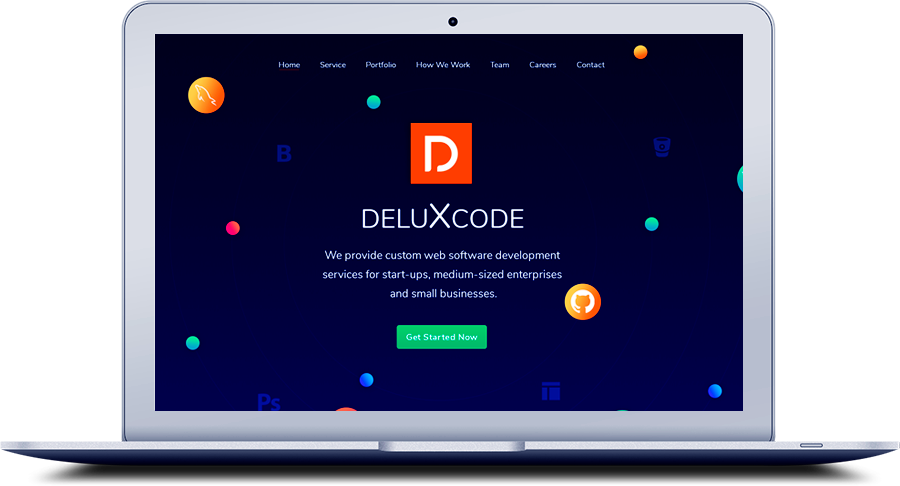 Home Service Portfolio How We Work Team Careers Contact
B
D
DELUXCODE
We provide custom web software development
services for start-ups, medium-sized enterprises
and small businesses.
Get Started Now
Ps